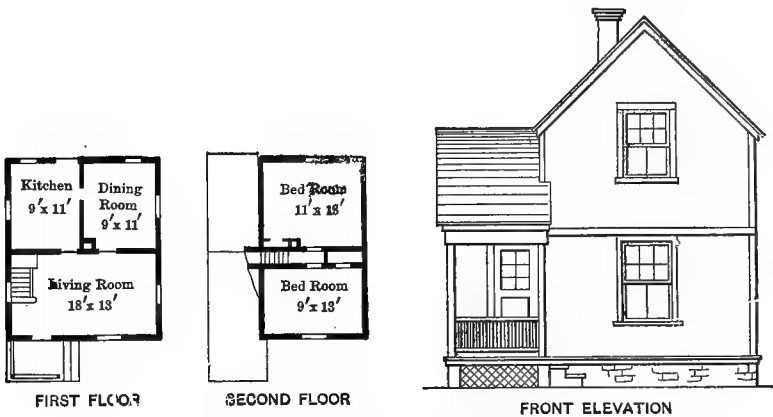 Kitchen
9'x 11'
Dining
Room
9'x 11'
Living Room
18'x 13'
FIRST FLOOR
Bed Room
11'x 18'
Bed Room
9'x 13'
SECOND FLOOR
FRONT ELEVATION